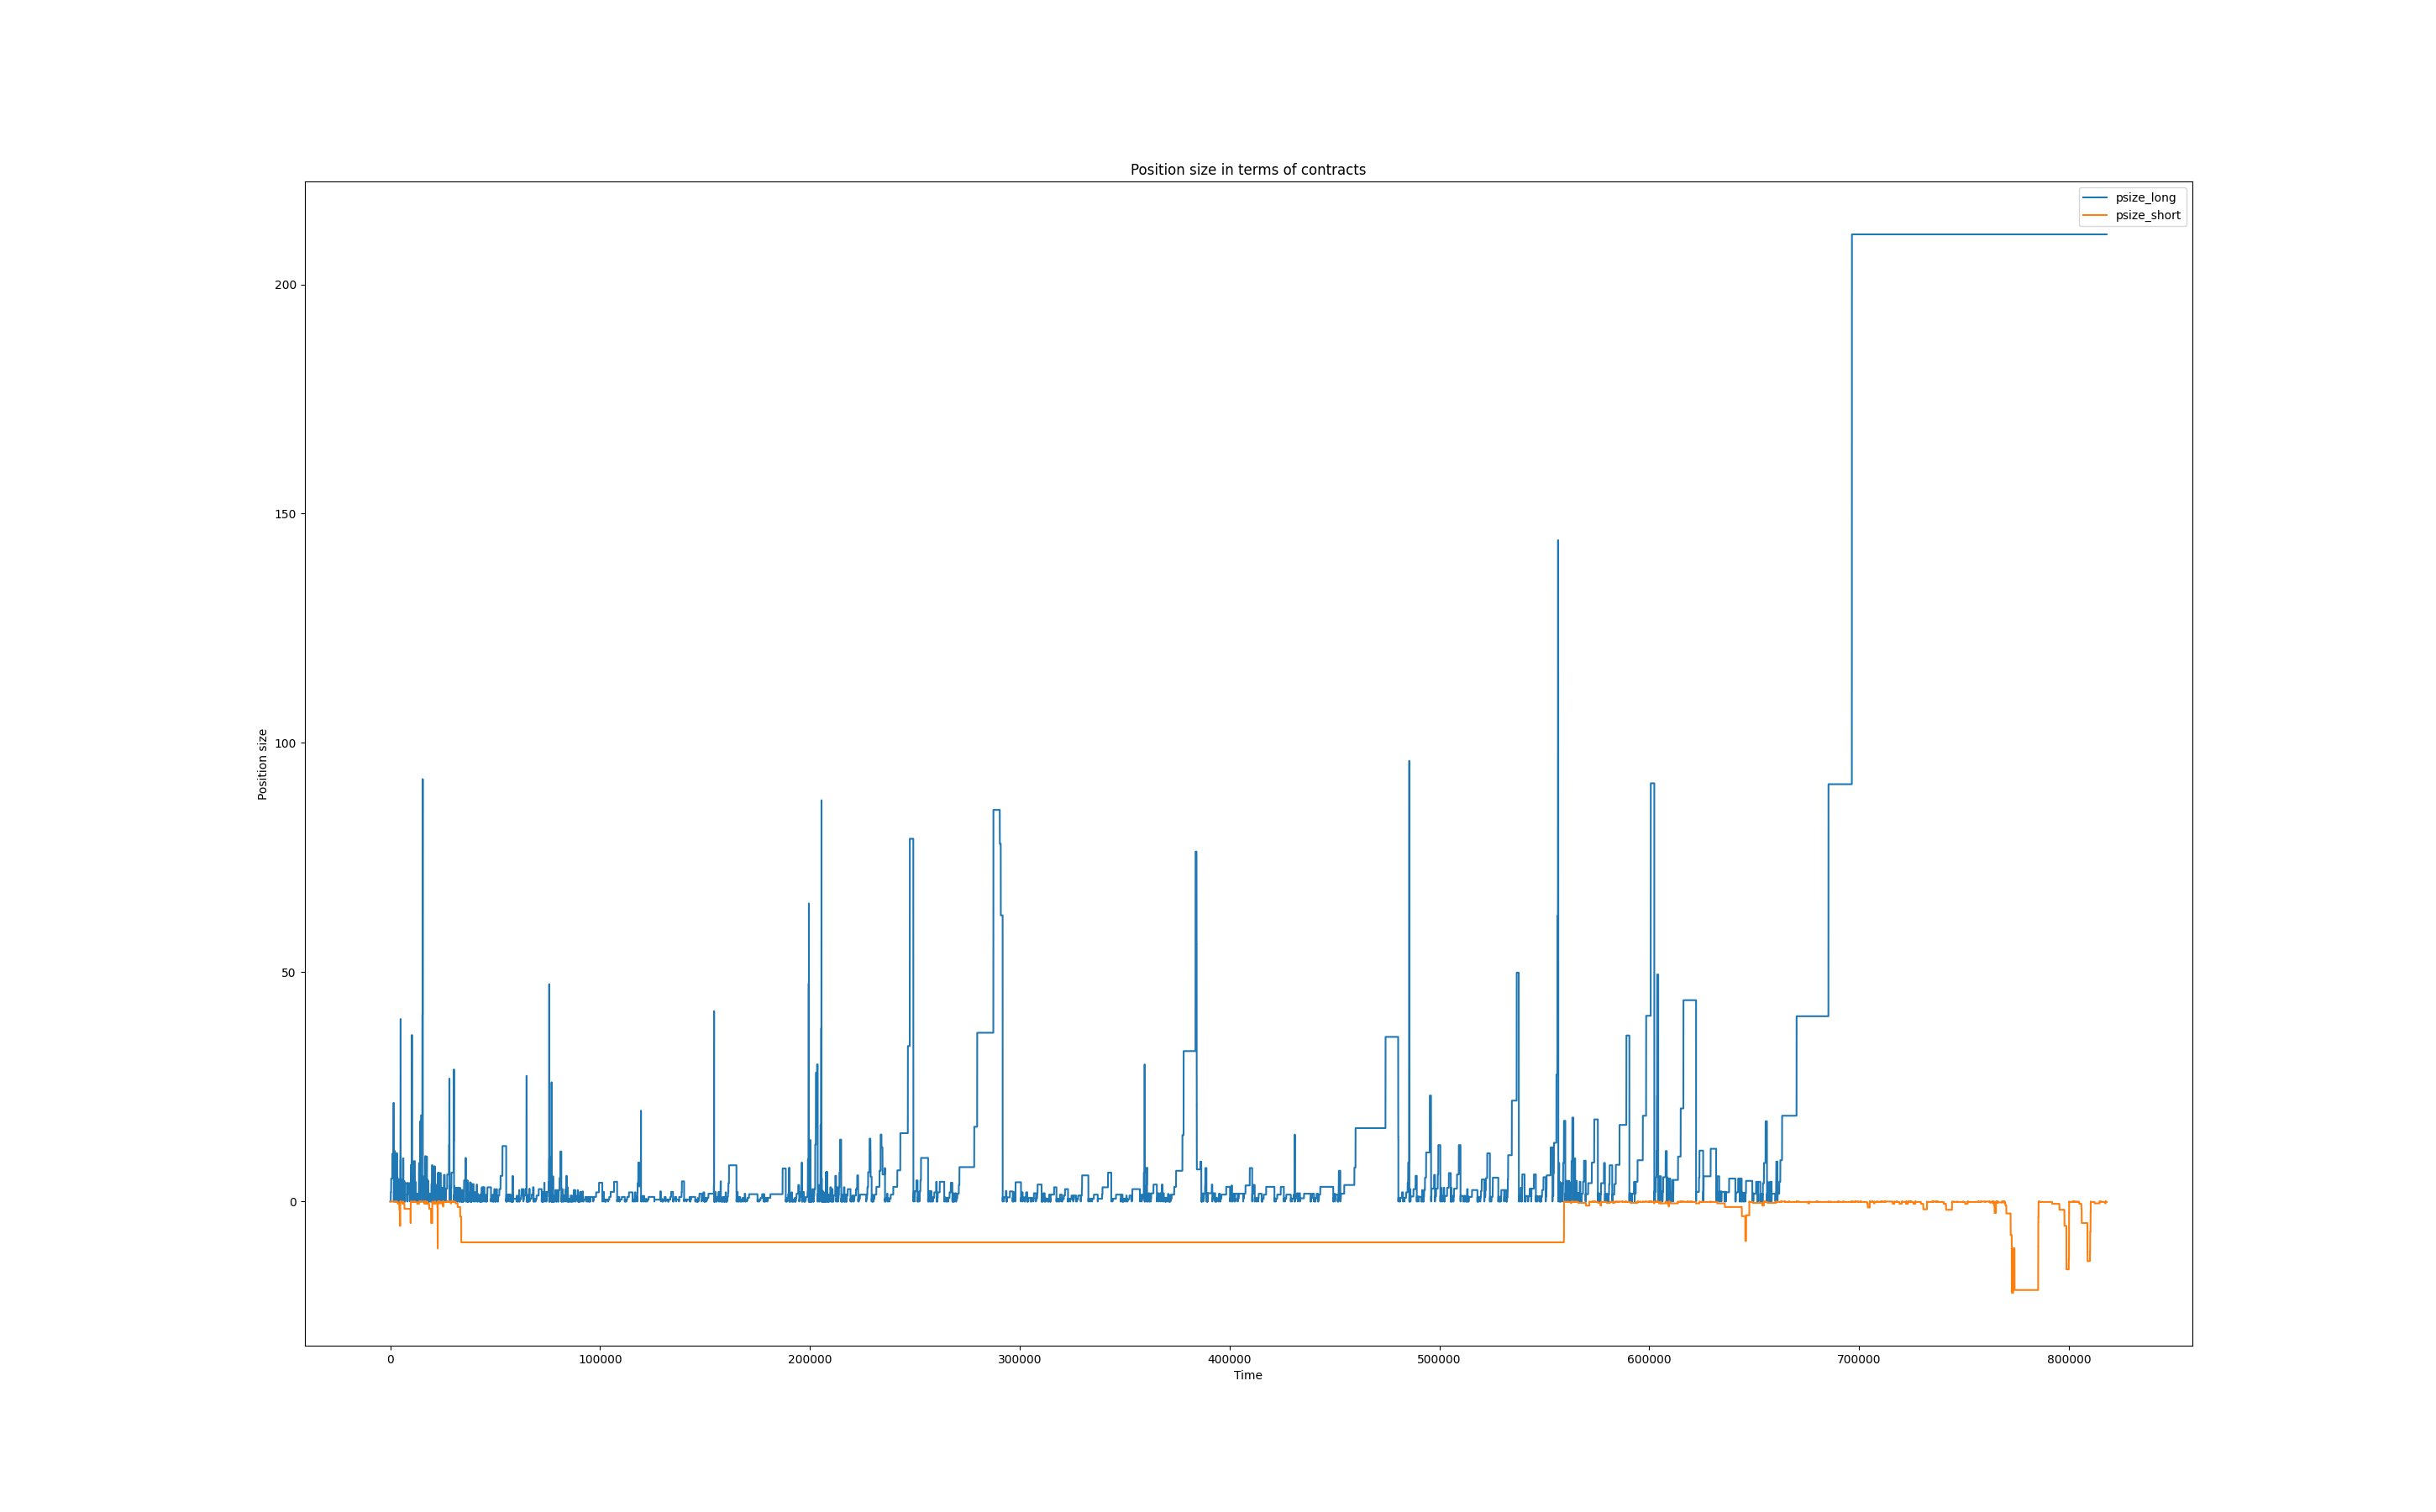 Position size in terms of contracts
psize_long
psize_short
200
150
100
50
0
Position size
0 100000 200000 300000 400000 500000 600000 700000 800000
Time